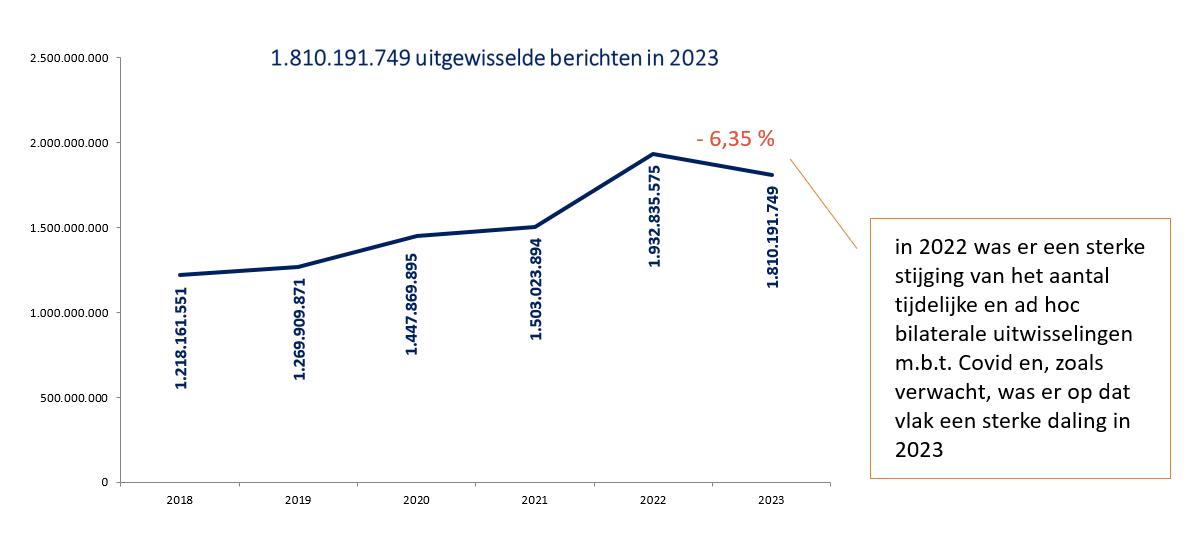 1.810.191.749 uitgewisselde berichten in 2023
2.500.000.000
2.000.000.000
1.500.000.000
1.000.000.000
500.000.000
0
- 6,35 %
1.218.161.551
1.269.909.871
1.447.869.895
1.503.023.894
1.932.835.575
1.810.191.749
2018
2019
2020
2021
2022
2023
in 2022 was er een sterke
stijging van het aantal
tijdelijke en ad hoc
bilaterale uitwisselingen
m.b.t. Covid en, zoals
verwacht, was er op dat
vlak een sterke daling in
2023